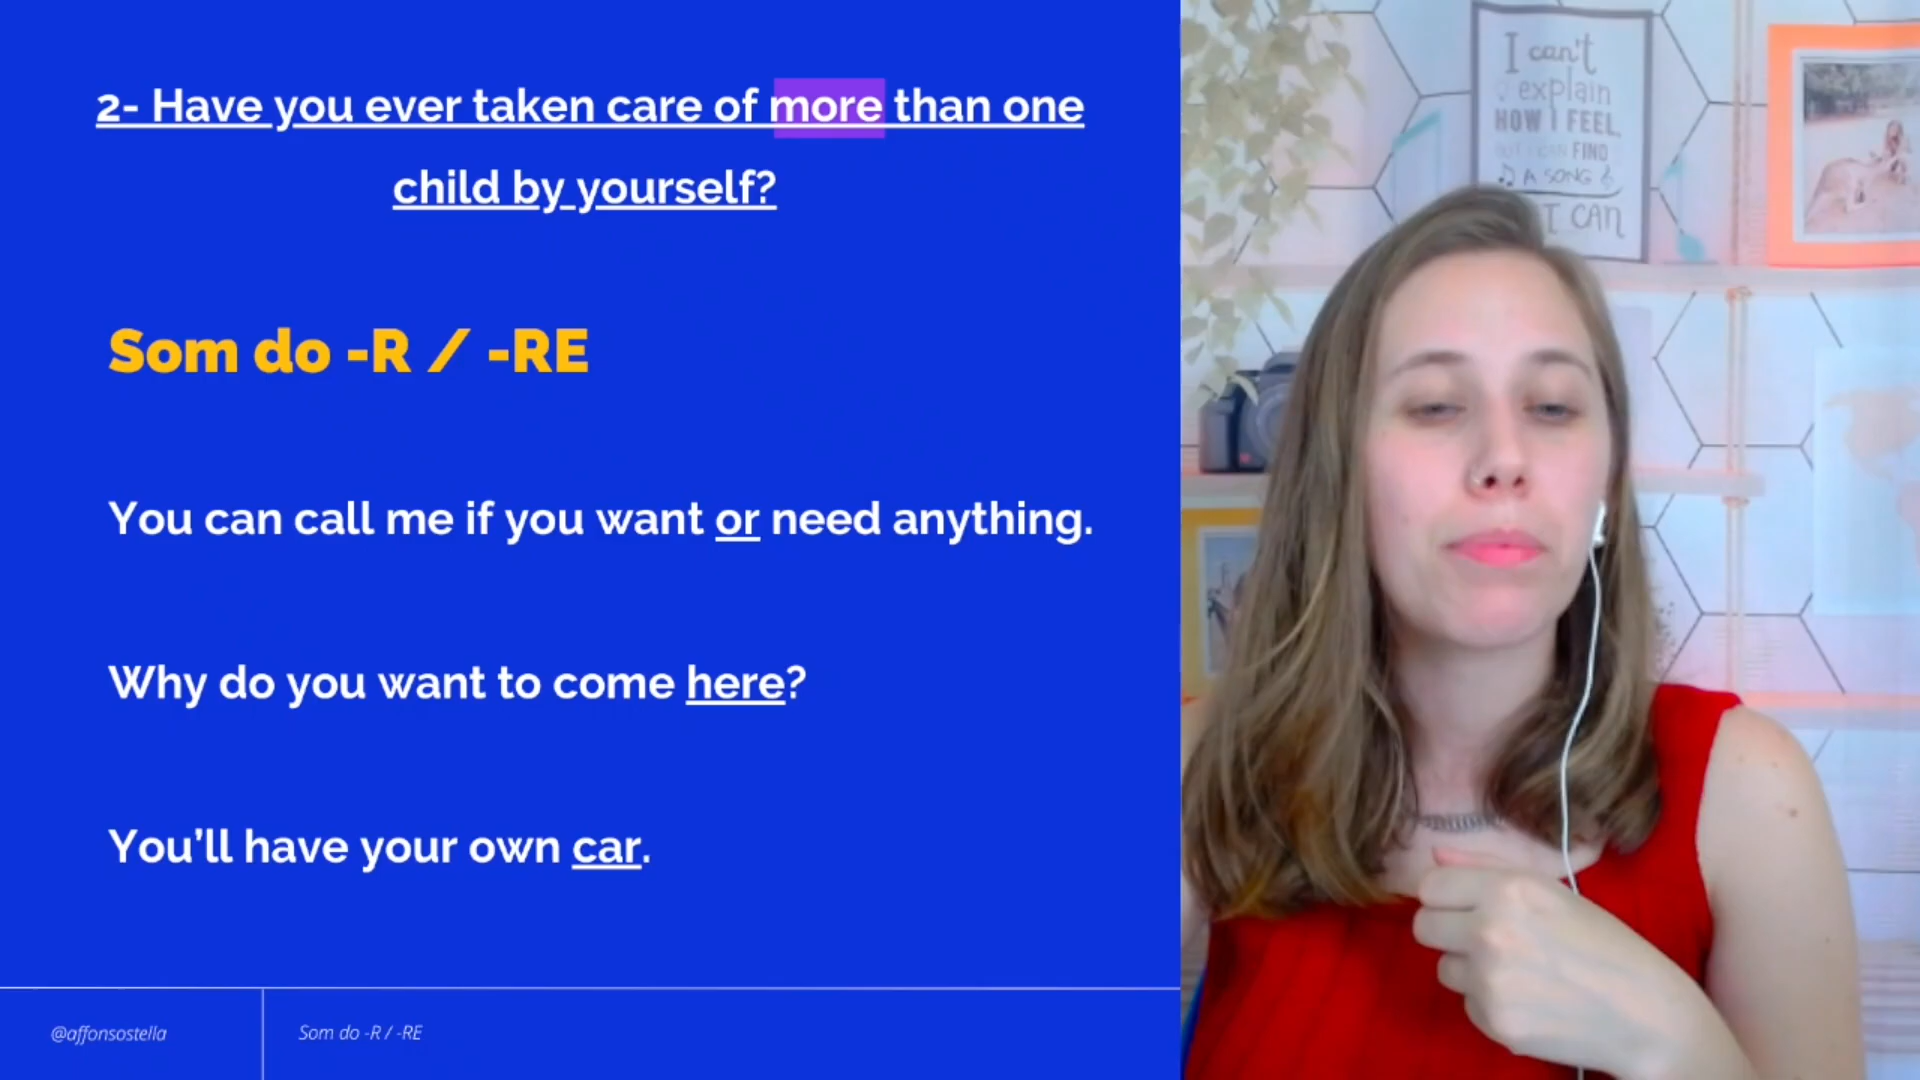 2- Have you ever taken care of more than one
child by yourself?
Som do -R / -RE
You can call me if you want or need anything.
Why do you want to come here?
You'll have your own car.
@affonsostella
Som do -R / -RE
I can't
explain
HOW I FEEL,
BUT I CAN FIND
A SONG
T CAN